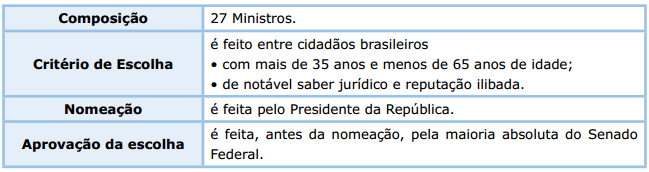 Composição
27 Ministros.
Critério de Escolha
é feito entre cidadãos brasileiros
• com mais de 35 anos e menos de 65 anos de idade;
• de notável saber jurídico e reputação ilibada.
Nomeação
é feita pelo Presidente da República.
Aprovação da escolha
é feita, antes da nomeação, pela maioria absoluta do Senado
Federal.